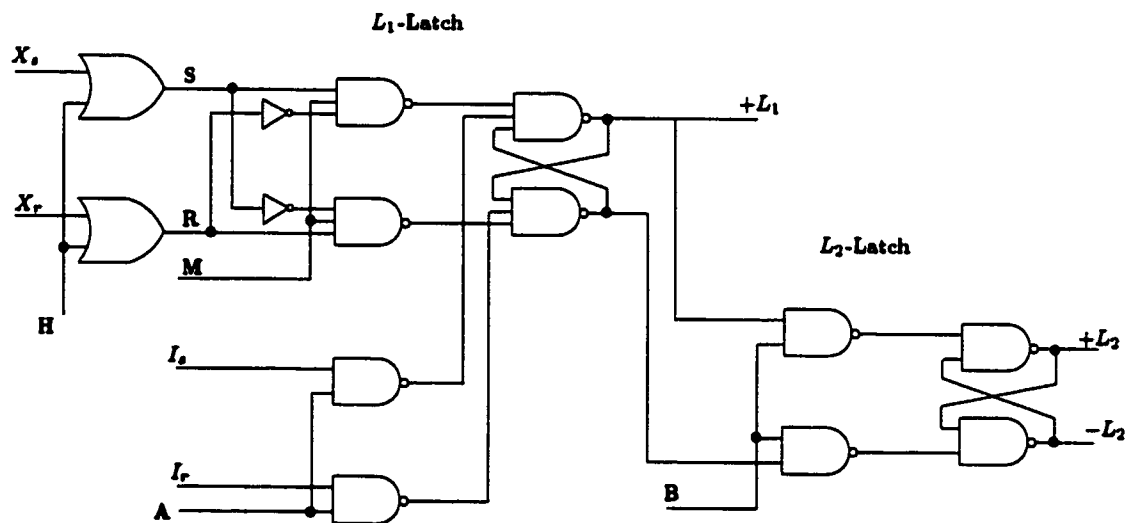 L₁-Latch
Xₛ
S
+L₁
Xᵣ
R
M
L₂-Latch
H
Iₛ
+L₂
-L₂
Iᵣ
B
A